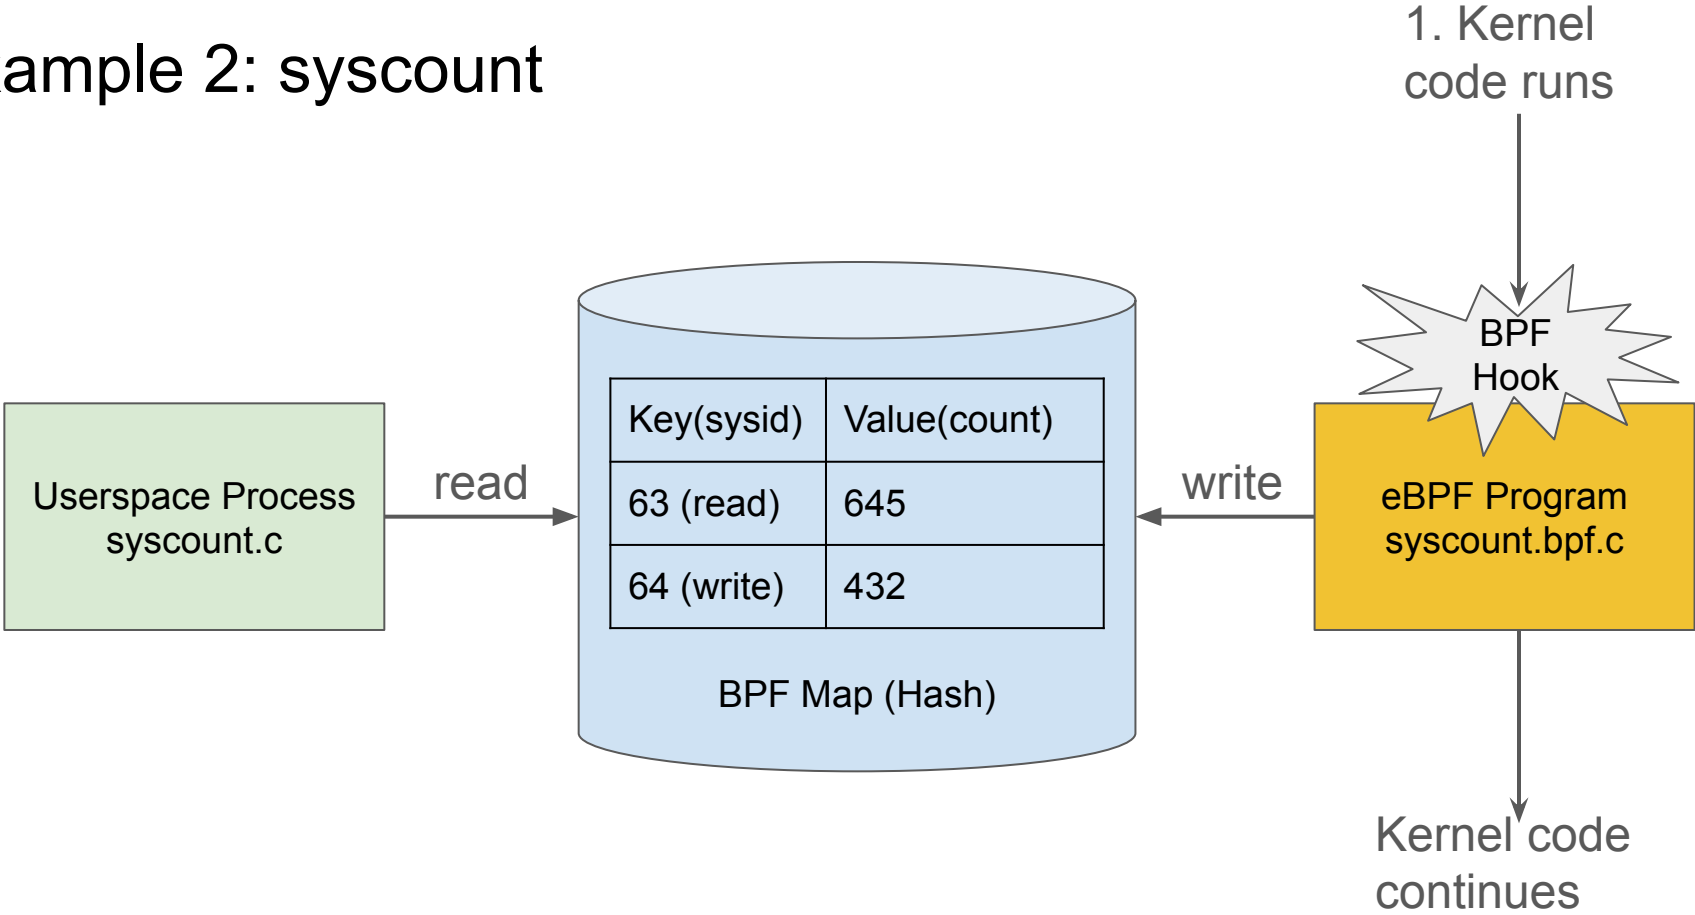 ample 2: syscount
1. Kernel
code runs
BPF
Hook
Userspace Process
syscount.c
read
Key(sysid) Value(count)
63 (read) 645
64 (write) 432
BPF Map (Hash)
write
eBPF Program
syscount.bpf.c
Kernel code
continues